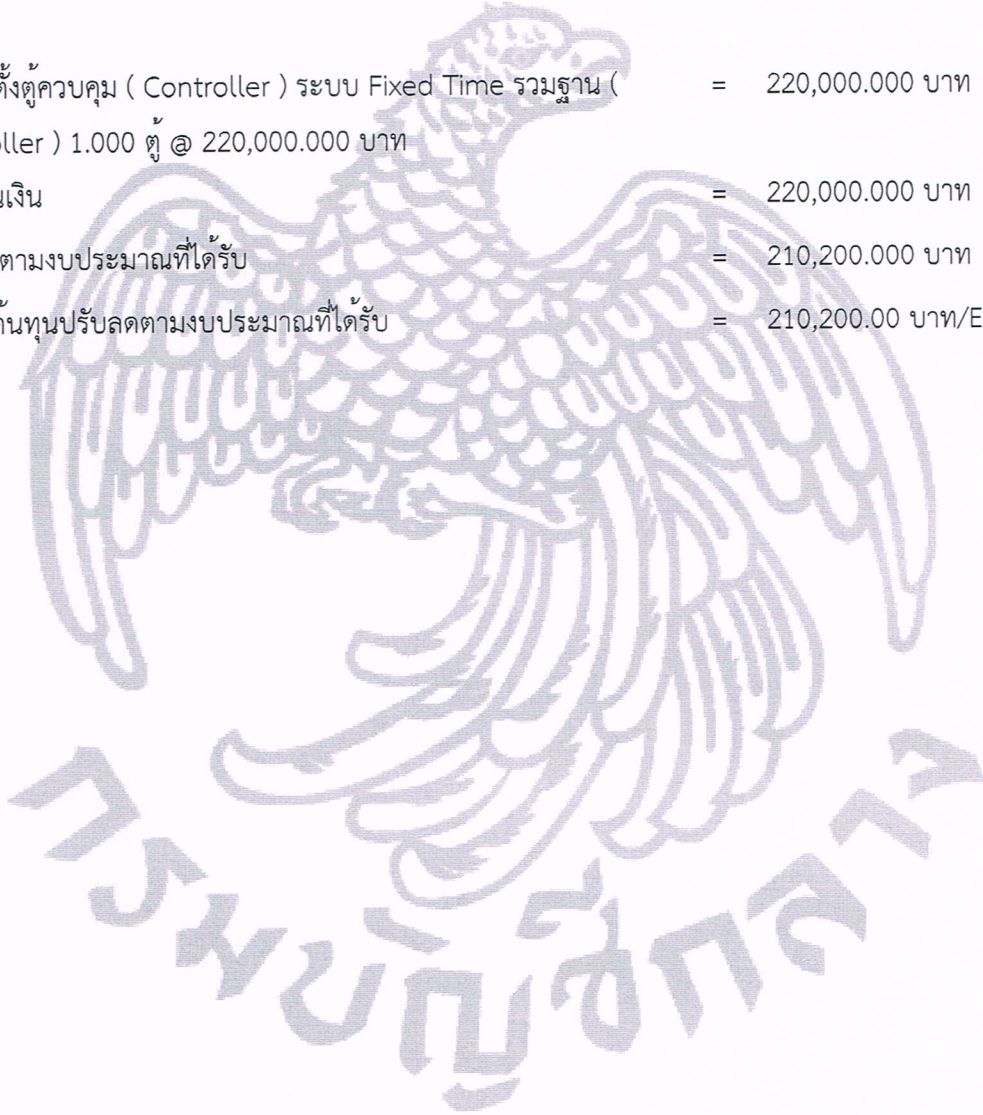 ตั้งตู้ควบคุม ( Controller ) ระบบ Fixed Time รวมฐาน ( = 220,000.000 บาท
oller ) 1.000 ตู้ @ 220,000.000 บาท
นเงิน = 220,000.000 บาท
ตามงบประมาณที่ได้รับ = 210,200.000 บาท
ต้นทุนปรับลดตามงบประมาณที่ได้รับ = 210,200.00 บาท/E
กรมบัญชีกลาง